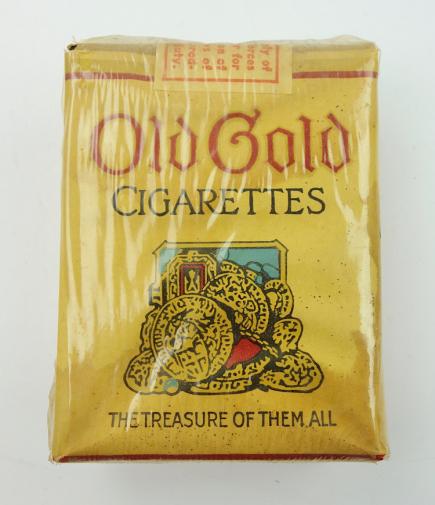 Old Gold
CIGARETTES
THE TREASURE OF THEM ALL